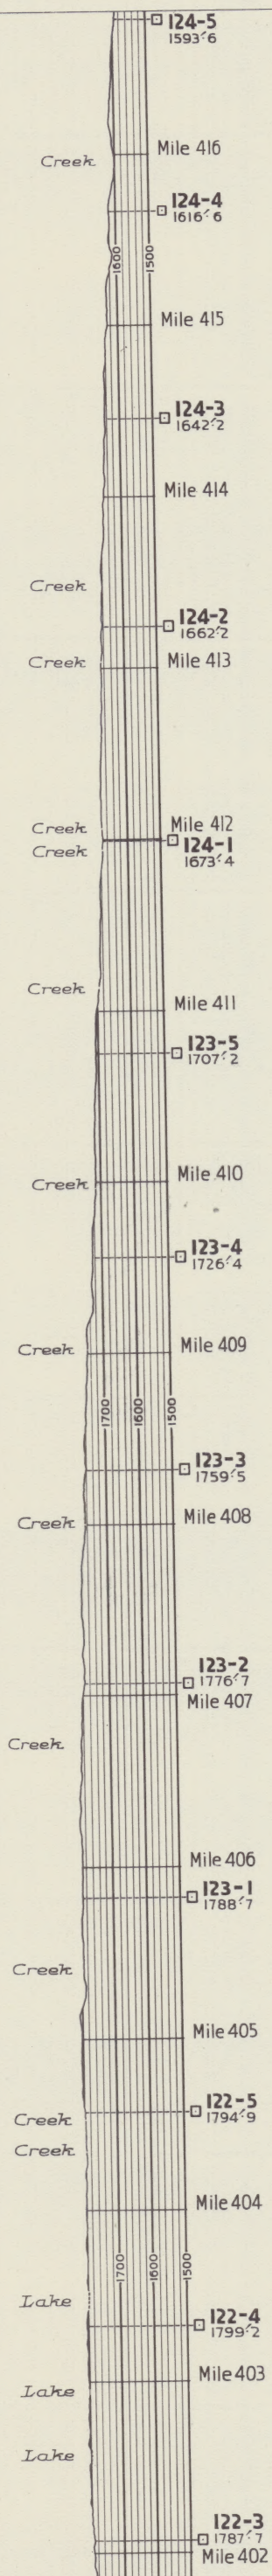 124-5
1593.6
Mile 416
Creek
124-4
1616.6
1600
1500
Mile 415
124-3
1642.2
Mile 414
Creek
124-2
1662.2
Creek
Mile 413
Mile 412
Creek
124-1
Creek
1673.4
Creek
Mile 411
123-5
1707.2
Mile 410
Creek
123-4
1726.4
Mile 409
Creek
1700
1600
1500
123-3
1759.5
Mile 408
Creek
123-2
1776.7
Mile 407
Creek
Mile 406
123-1
1788.7
Creek
Mile 405
122-5
1794.9
Creek
Creek
Mile 404
1700
1600
1500
Lake
122-4
1799.2
Mile 403
Lake
Lake
122-3
1787.7
Mile 402